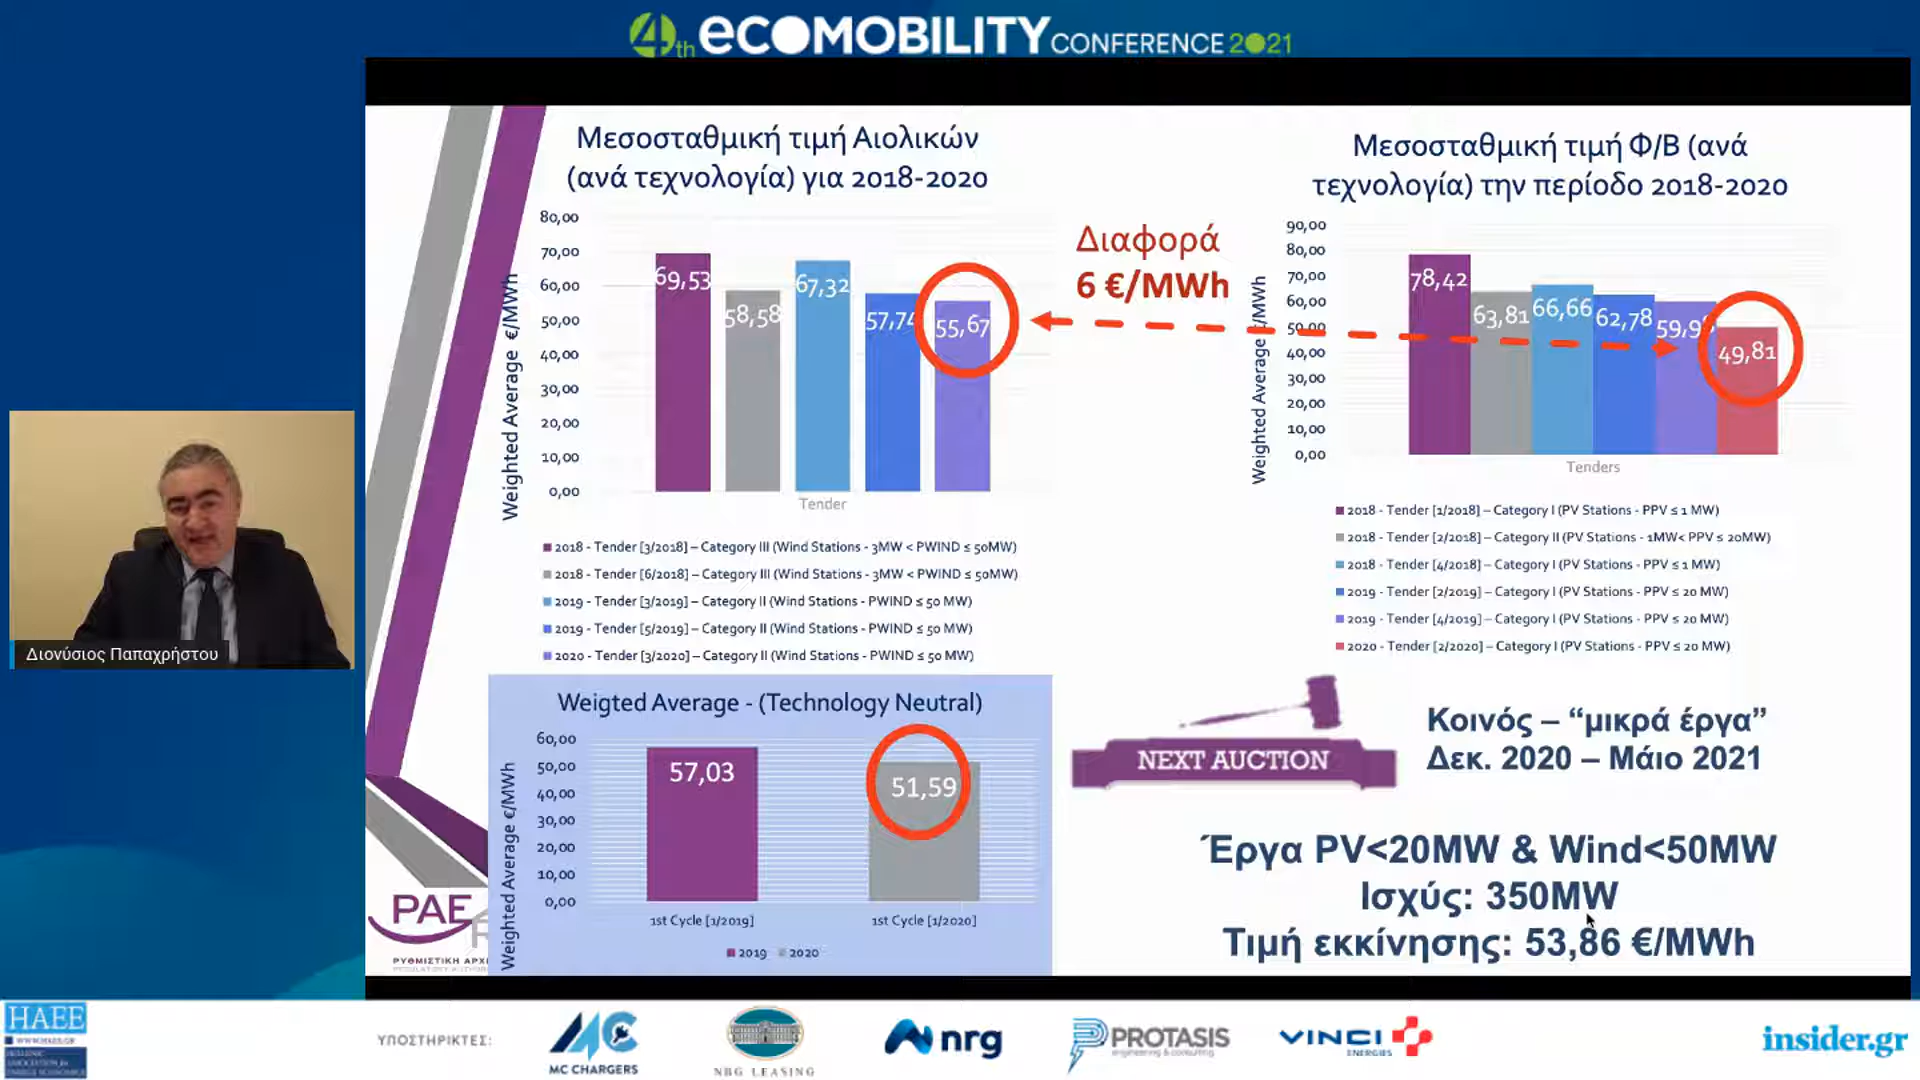 4th ecOMOBILITY CONFERENCE 2021
Μεσοσταθμική τιμή Αιολικών
(ανά τεχνολογία) για 2018-2020
Weighted Average €/MWh
80,00
70,00
60,00
50,00
40,00
30,00
20,00
10,00
0,00
69,53
58,58
67,32
57,74
55,67
Tender
2018 - Tender [3/2018] – Category III (Wind Stations - 3MW < PWIND ≤ 50MW)
2018 - Tender [6/2018] – Category III (Wind Stations - 3MW < PWIND ≤ 50MW)
2019 - Tender [3/2019] – Category II (Wind Stations - PWIND ≤ 50 MW)
2019 - Tender [5/2019] – Category II (Wind Stations - PWIND ≤ 50 MW)
2020 - Tender [3/2020] – Category II (Wind Stations - PWIND ≤ 50 MW)
Διαφορά
6 €/MWh
Μεσοσταθμική τιμή Φ/Β (ανά
τεχνολογία) την περίοδο 2018-2020
Weighted Average €/MWh
90,00
80,00
70,00
60,00
50,00
40,00
30,00
20,00
10,00
0,00
78,42
63,81
66,66
62,78
49,81
Tenders
2018 - Tender [1/2018] – Category I (PV Stations - PPV ≤ 1 MW)
2018 - Tender [2/2018] – Category II (PV Stations - 1MW< PPV ≤ 20MW)
2018 - Tender [4/2018] – Category I (PV Stations - PPV ≤ 1 MW)
2019 - Tender [2/2019] – Category I (PV Stations - PPV ≤ 20 MW)
2019 - Tender [4/2019] – Category I (PV Stations - PPV ≤ 20 MW)
2020 - Tender [2/2020] – Category I (PV Stations - PPV ≤ 20 MW)
Διονύσιος Παπαχρήστου
Weigted Average - (Technology Neutral)
Weighted Average €/MWh
60,00
50,00
40,00
30,00
20,00
10,00
0,00
57,03
51,59
1st Cycle [1/2019]
1st Cycle [1/2020]
2019
2020
NEXT AUCTION
Κοινός – “μικρά έργα”
Δεκ. 2020 – Μάιο 2021
Έργα PV<20MW & Wind<50MW
Ισχύς: 350MW
Τιμή εκκίνησης: 53,86 €/MWh
ΡΑΕ
ΡΥΘΜΙΣΤΙΚΗ ΑΡΧ
HAEE
WWW.HAEE.GR
ΥΠΟΣΤΗΡΙΚΤΕΣ:
MC CHARGERS
NBG LEASING
nrg
PROTASIS
engineering & consulting
VINCI
ENERGIES
insider.gr